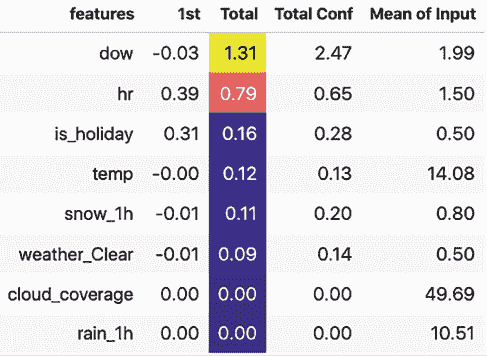 features 1st Total Total Conf Mean of Input
dow -0.03 1.31 2.47 1.99
hr 0.39 0.79 0.65 1.50
is_holiday 0.31 0.16 0.28 0.50
temp -0.00 0.12 0.13 14.08
snow_1h -0.01 0.11 0.20 0.80
weather_Clear -0.01 0.09 0.14 0.50
cloud_coverage 0.00 0.00 0.00 49.69
rain_1h 0.00 0.00 0.00 10.51